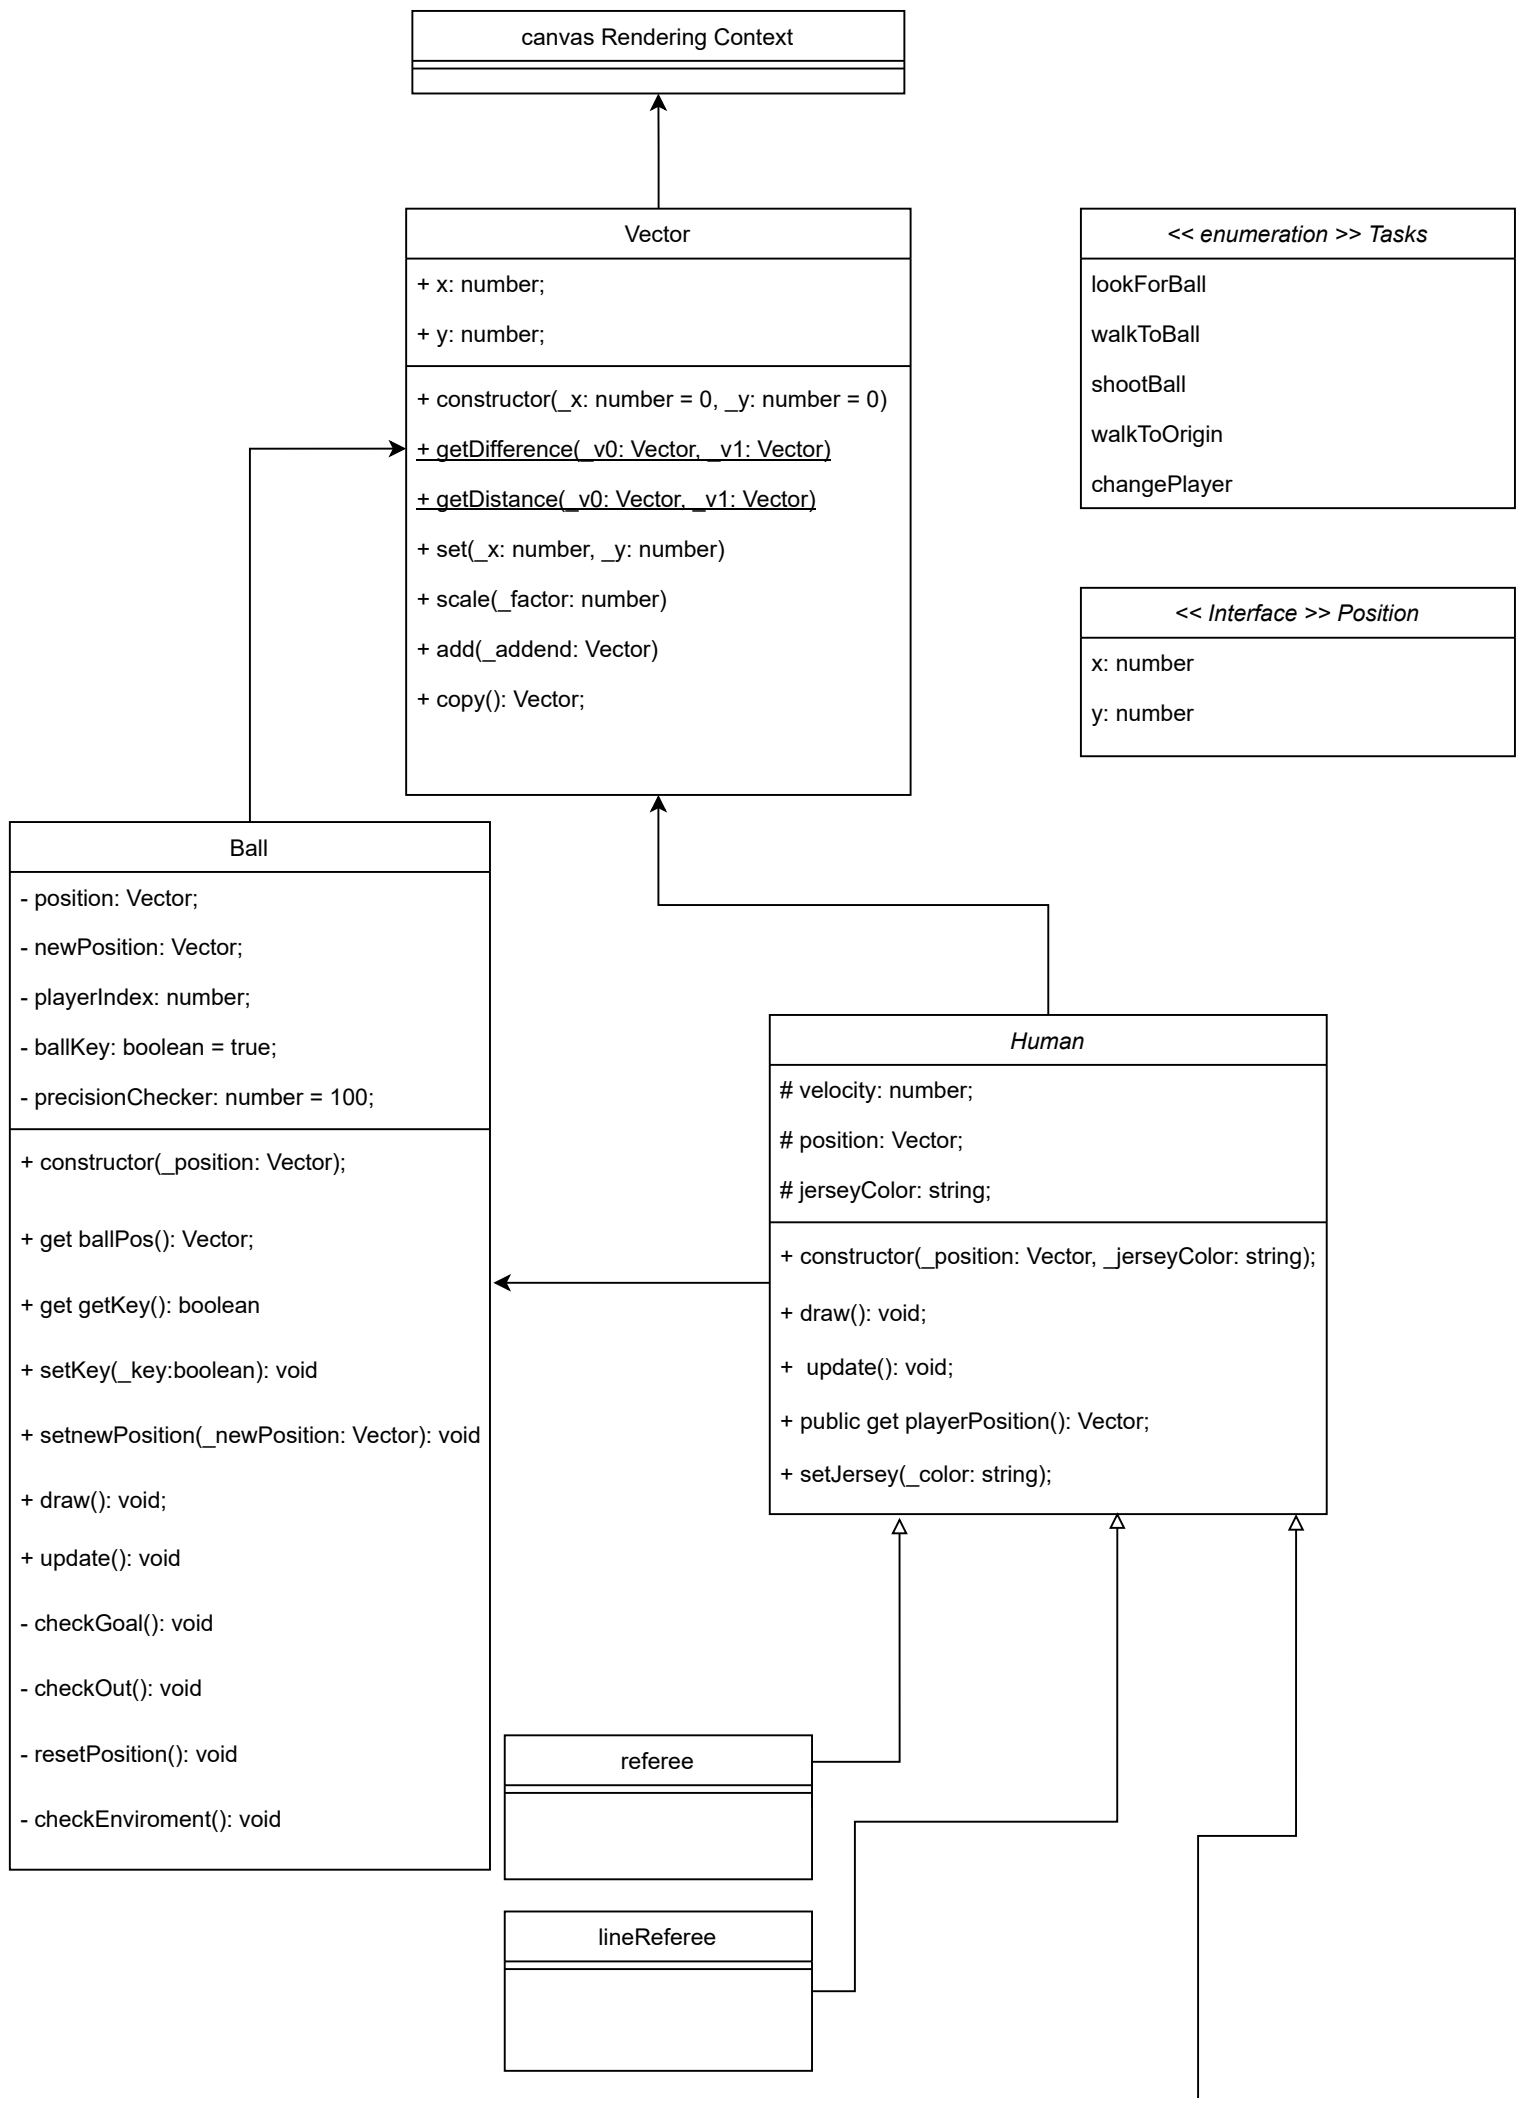 canvas Rendering Context
Vector
+ x: number;
+ y: number;
+ constructor(_x: number = 0, _y: number = 0)
+ getDifference(_v0: Vector, _v1: Vector)
+ getDistance(_v0: Vector, _v1: Vector)
+ set(_x: number, _y: number)
+ scale(_factor: number)
+ add(_addend: Vector)
+ copy(): Vector;
<< enumeration >> Tasks
lookForBall
walkToBall
shootBall
walkToOrigin
changePlayer
<< Interface >> Position
x: number
y: number
Ball
- position: Vector;
- newPosition: Vector;
- playerIndex: number;
- ballKey: boolean = true;
- precisionChecker: number = 100;
+ constructor(_position: Vector);
+ get ballPos(): Vector;
+ get getKey(): boolean
+ setKey(_key:boolean): void
+ setnewPosition(_newPosition: Vector): void
+ draw(): void;
+ update(): void
- checkGoal(): void
- checkOut(): void
- resetPosition(): void
- checkEnviroment(): void
Human
# velocity: number;
# position: Vector;
# jerseyColor: string;
+ constructor(_position: Vector, _jerseyColor: string);
+ draw(): void;
+  update(): void;
+ public get playerPosition(): Vector;
+ setJersey(_color: string);
referee
lineReferee